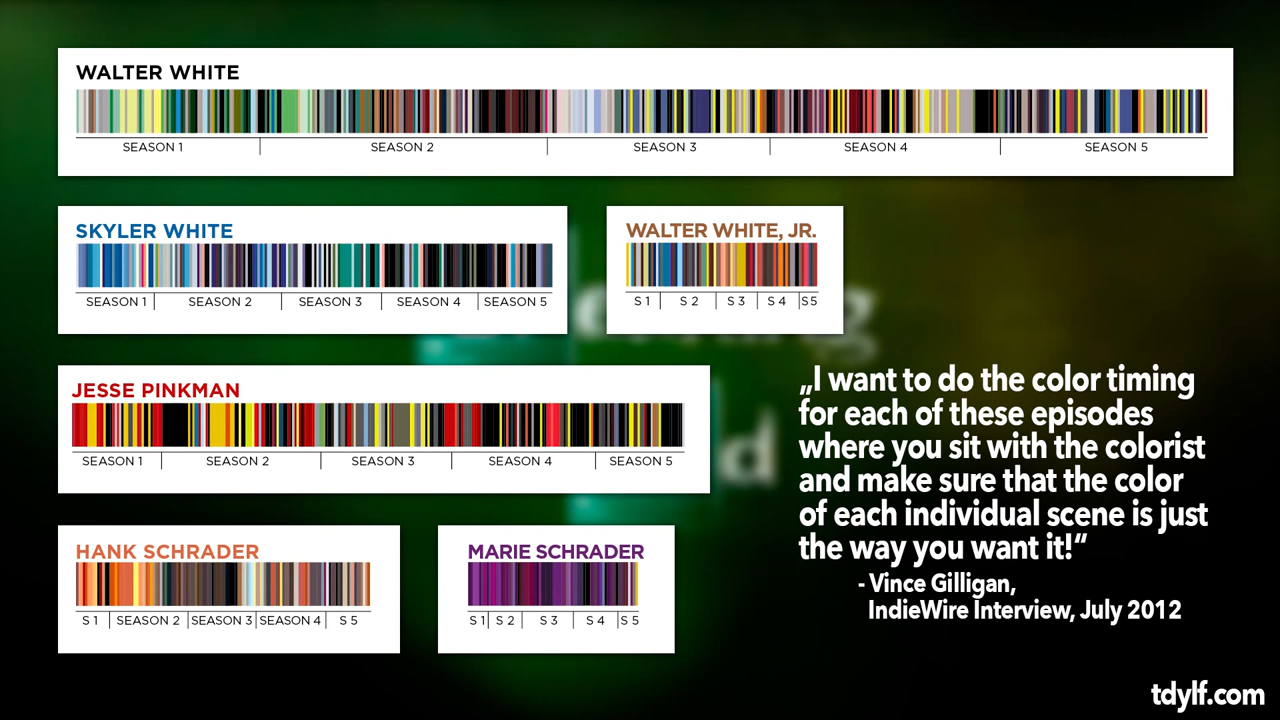 WALTER WHITE
SEASON 1 SEASON 2 SEASON 3 SEASON 4 SEASON 5
SKYLER WHITE
SEASON 1 SEASON 2 SEASON 3 SEASON 4 SEASON 5
WALTER WHITE, JR.
S 1 S 2 S 3 S 4 S 5
JESSE PINKMAN
SEASON 1 SEASON 2 SEASON 3 SEASON 4 SEASON 5
„I want to do the color timing
for each of these episodes
where you sit with the colorist
and make sure that the color
of each individual scene is just
the way you want it!“
- Vince Gilligan,
IndieWire Interview, July 2012
HANK SCHRADER
S 1 SEASON 2 SEASON 3 SEASON 4 S 5
MARIE SCHRADER
S 1 S 2 S 3 S 4 S 5
tdylf.com